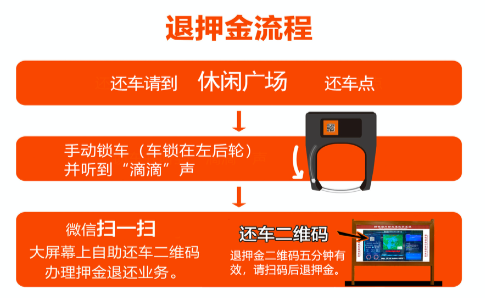 退押金流程
还车请到 休闲广场 还车点
手动锁车（车锁在左后轮）
并听到“滴滴”声
微信扫一扫
大屏幕上自助还车二维码
办理押金退还业务。
还车二维码
退押金二维码五分钟有
效，请扫码后退押金。